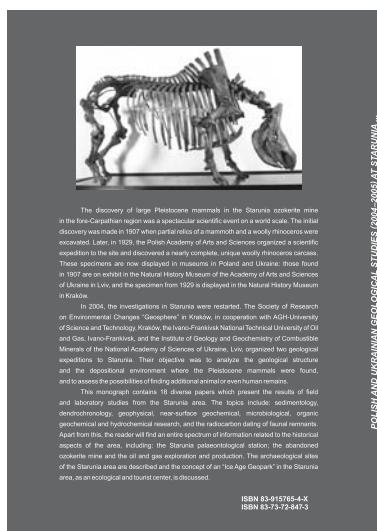 The discovery of large Pleistocene mammals in the Starunia ozokerite mine
in the fore-Carpathian region was a spectacular scientific event on a world scale. The initial
discovery was made in 1907 when partial relics of a mammoth and a woolly rhinoceros were
excavated. Later, in 1929, the Polish Academy of Arts and Sciences organized a scientific
expedition to the site and discovered a nearly complete, unique woolly rhinoceros carcass.
These specimens are now displayed in museums in Poland and Ukraine: those found
in 1907 are on exhibit in the Natural History Museum of the Academy of Arts and Sciences
of Ukraine in Lviv, and the specimen from 1929 is displayed in the Natural History Museum
in Kraków.
In 2004, the investigations in Starunia were restarted. The Society of Research
on Environmental Changes “Geosphere” in Kraków, in cooperation with AGH-University
of Science and Technology, Kraków, the Ivano-Frankivsk National Technical University of Oil
and Gas, Ivano-Frankivsk, and the Institute of Geology and Geochemistry of Combustible
Minerals of the National Academy of Sciences of Ukraine, Lviv, organized two geological
expeditions to Starunia. Their objective was to analyze the geological structure
and the depositional environment where the Pleistocene mammals were found,
and to assess the possibilities of finding additional animal or even human remains.
This monograph contains 18 diverse papers which present the results of field
and laboratory studies from the Starunia area. The topics include: sedimentology,
dendrochronology, geophysical, near-surface geochemical, microbiological, organic
geochemical and hydrochemical research, and the radiocarbon dating of faunal remnants.
Apart from this, the reader will find an entire spectrum of information related to the historical
aspects of the area, including: the Starunia palaeontological station; the abandoned
ozokerite mine and the oil and gas exploration and production. The archaeological sites
of the Starunia area are described and the concept of an “Ice Age Geopark” in the Starunia
area, as an ecological and tourist center, is discussed.
ISBN 83-915765-4-X
ISBN 83-73-72-847-3
POLISH AND UKRAINIAN GEOLOGICAL STUDIES (2004–2005) AT STARUNIA ...